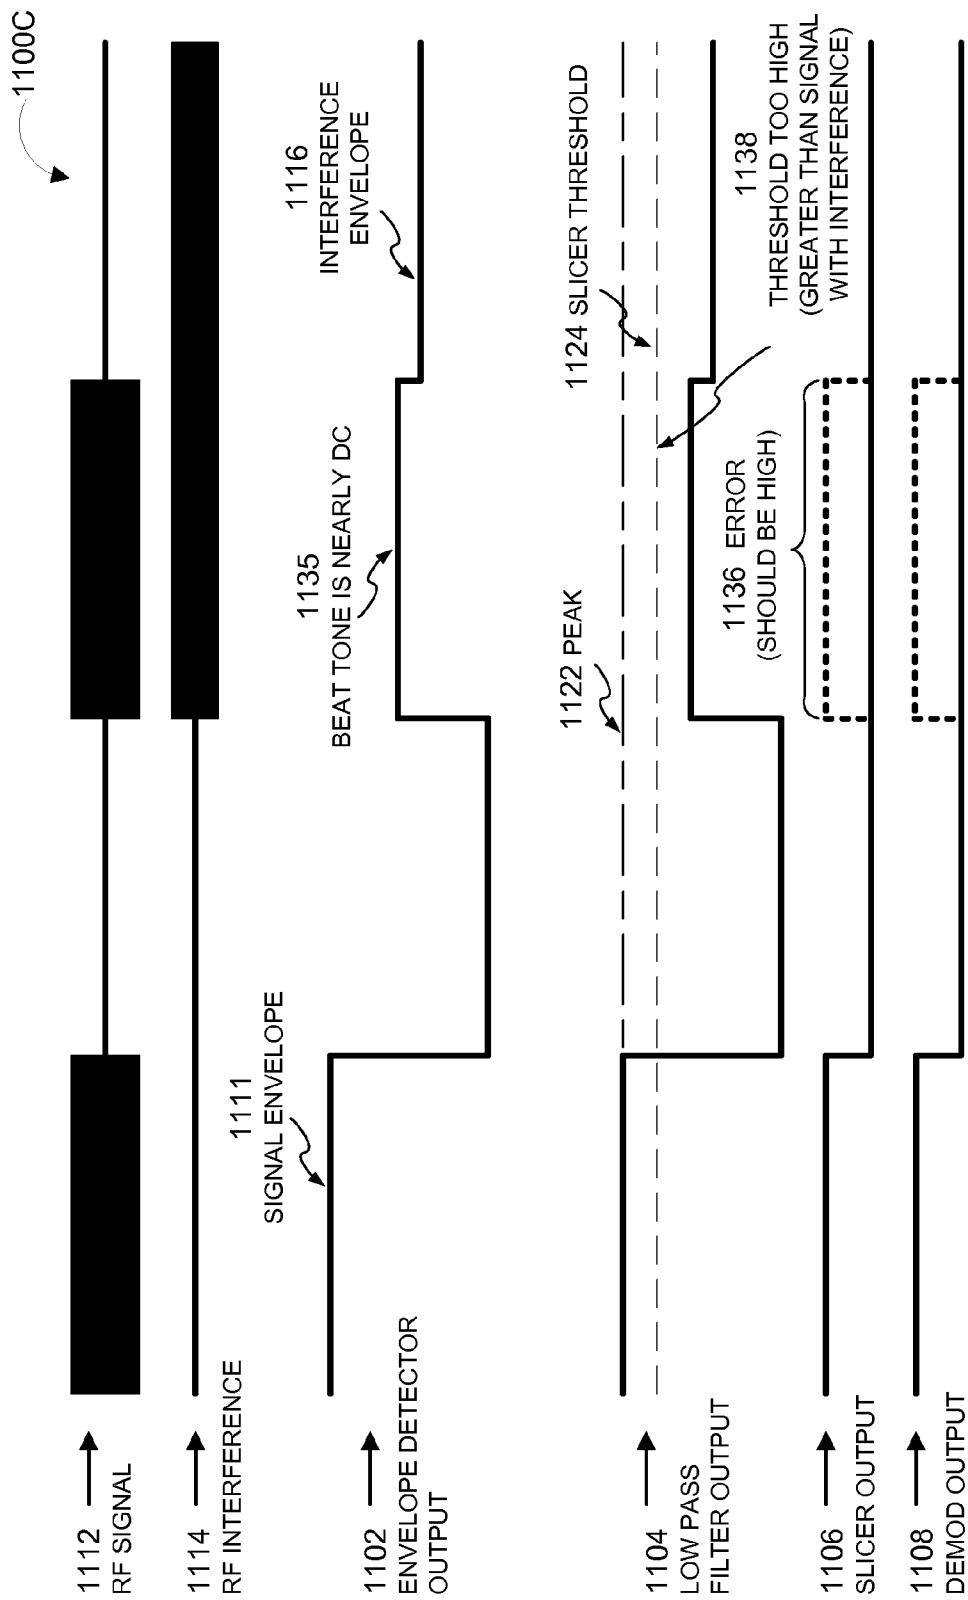 1100C
1112
RF SIGNAL
1114
RF INTERFERENCE
1102
ENVELOPE DETECTOR
OUTPUT
1111
SIGNAL ENVELOPE
1135
BEAT TONE IS NEARLY DC
1116
INTERFERENCE
ENVELOPE
1104
LOW PASS
FILTER OUTPUT
1122 PEAK
1124 SLICER THRESHOLD
1138
THRESHOLD TOO HIGH
(GREATER THAN SIGNAL
WITH INTERFERENCE)
1136 ERROR
(SHOULD BE HIGH)
1106
SLICER OUTPUT
1108
DEMOD OUTPUT